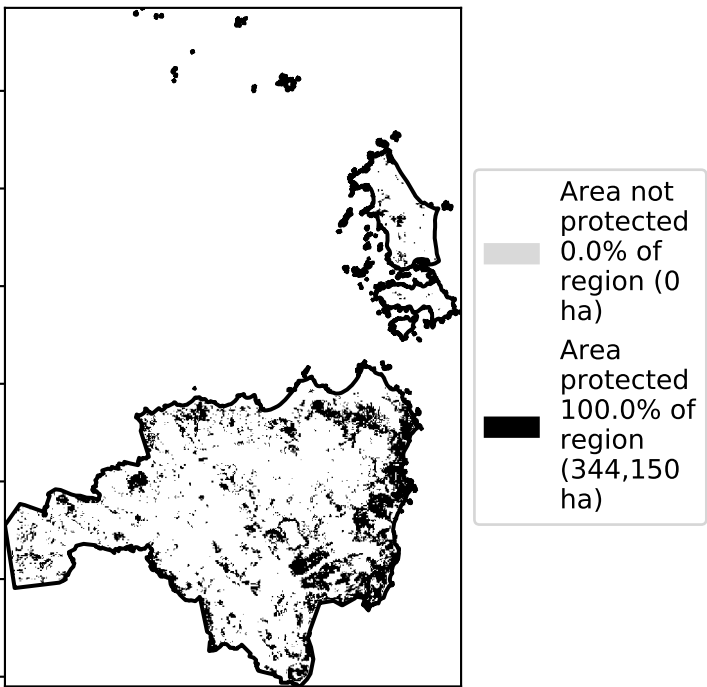 Area not
protected
0.0% of
region (0
ha)
Area
protected
100.0% of
region
(344,150
ha)